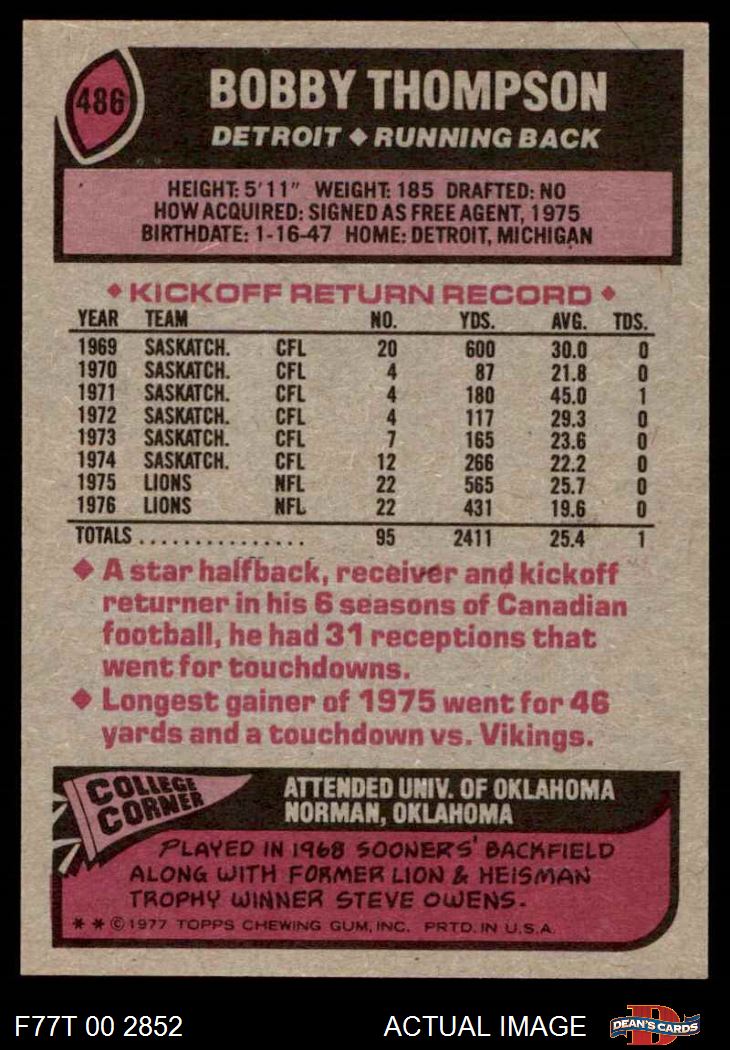 486
BOBBY THOMPSON
DETROIT ◆ RUNNING BACK
HEIGHT: 5'11" WEIGHT: 185 DRAFTED: NO
HOW ACQUIRED: SIGNED AS FREE AGENT, 1975
BIRTHDATE: 1-16-47 HOME: DETROIT, MICHIGAN
◆ KICKOFF RETURN RECORD ◆
YEAR TEAM NO. YDS. AVG. TDS.
1969 SASKATCH. CFL 20 600 30.0 0
1970 SASKATCH. CFL 4 87 21.8 0
1971 SASKATCH. CFL 4 180 45.0 1
1972 SASKATCH. CFL 4 117 29.3 0
1973 SASKATCH. CFL 7 165 23.6 0
1974 SASKATCH. CFL 12 266 22.2 0
1975 LIONS NFL 22 565 25.7 0
1976 LIONS NFL 22 431 19.6 0
TOTALS............... 95 2411 25.4 1
◆ A star halfback, receiver and kickoff
returner in his 6 seasons of Canadian
football, he had 31 receptions that
went for touchdowns.
◆ Longest gainer of 1975 went for 46
yards and a touchdown vs. Vikings.
COLLEGE
CORNER
ATTENDED UNIV. OF OKLAHOMA
NORMAN, OKLAHOMA
PLAYED IN 1968 SOONERS' BACKFIELD
ALONG WITH FORMER LION & HEISMAN
TROPHY WINNER STEVE OWENS.
* * © 1977 TOPPS CHEWING GUM, INC. PRTD. IN U.S.A.
F77T 00 2852 ACTUAL IMAGE
D
DEAN'S CARDS